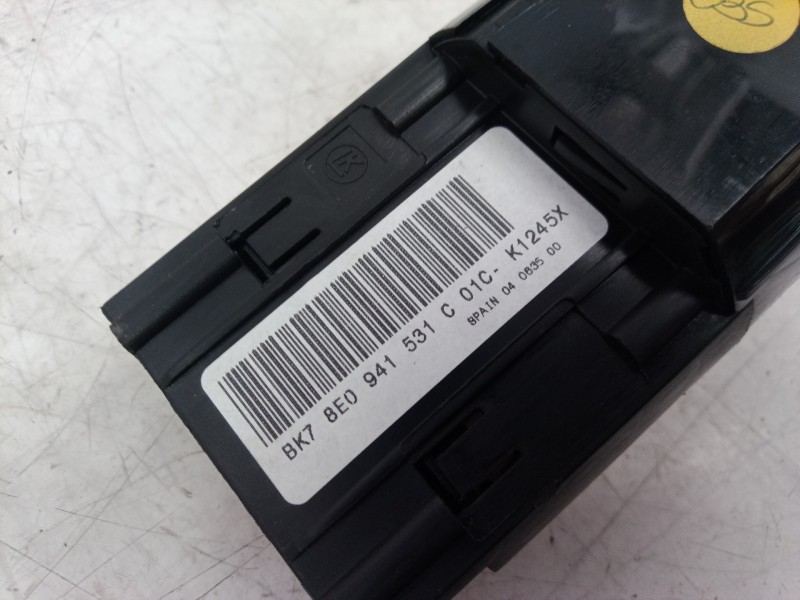 BK7 8E0 941 531 C 01C- K1245X
SPAIN 04 0635 00